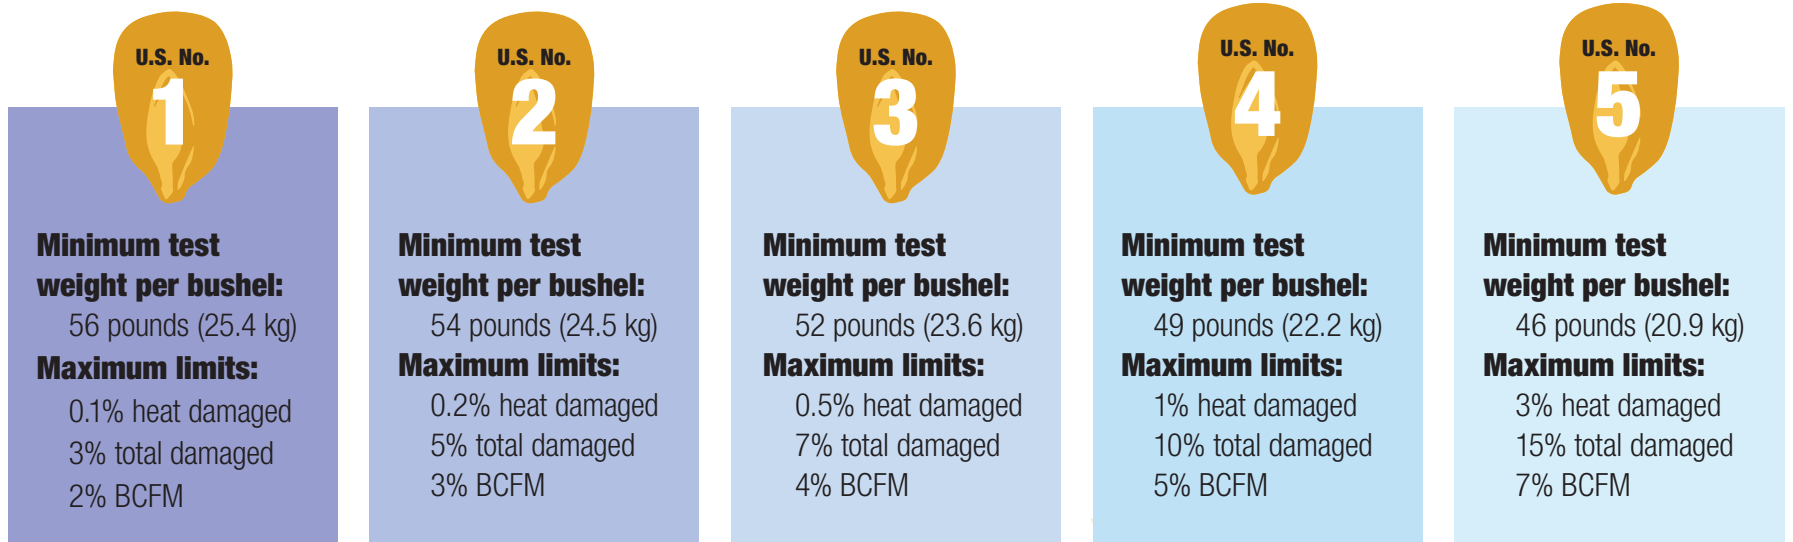 U.S. No.
1
Minimum test
weight per bushel:
56 pounds (25.4 kg)
Maximum limits:
0.1% heat damaged
3% total damaged
2% BCFM
U.S. No.
2
Minimum test
weight per bushel:
54 pounds (24.5 kg)
Maximum limits:
0.2% heat damaged
5% total damaged
3% BCFM
U.S. No.
3
Minimum test
weight per bushel:
52 pounds (23.6 kg)
Maximum limits:
0.5% heat damaged
7% total damaged
4% BCFM
U.S. No.
4
Minimum test
weight per bushel:
49 pounds (22.2 kg)
Maximum limits:
1% heat damaged
10% total damaged
5% BCFM
U.S. No.
5
Minimum test
weight per bushel:
46 pounds (20.9 kg)
Maximum limits:
3% heat damaged
15% total damaged
7% BCFM